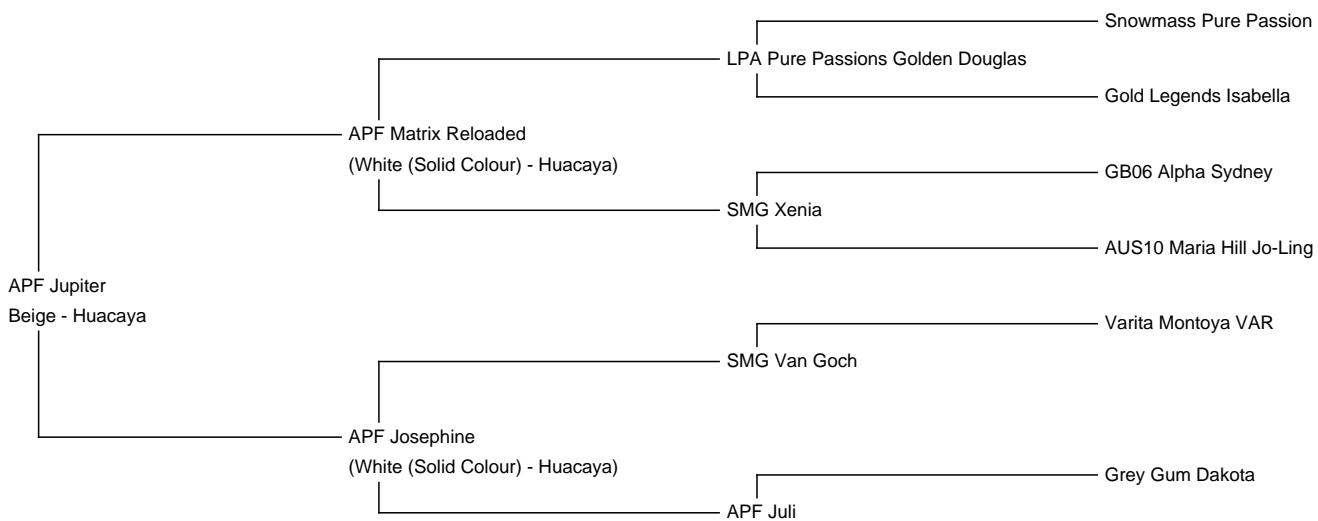 Snowmass Pure Passion
LPA Pure Passions Golden Douglas
Gold Legends Isabella
APF Matrix Reloaded
(White (Solid Colour) - Huacaya)
GB06 Alpha Sydney
SMG Xenia
AUS10 Maria Hill Jo-Ling
APF Jupiter
Beige - Huacaya
Varita Montoya VAR
SMG Van Goch
APF Josephine
(White (Solid Colour) - Huacaya)
Grey Gum Dakota
APF Juli